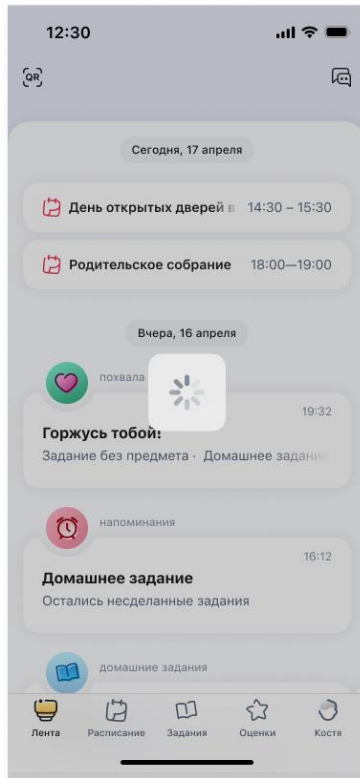 12:30
QR
Сегодня, 17 апреля
День открытых дверей в 14:30 – 15:30
Родительское собрание 18:00—19:00
Вчера, 16 апреля
похвала
19:32
Горжусь тобой!
Задание без предмета · Домашнее задание
напоминания
16:12
Домашнее задание
Остались несделанные задания
домашние задания
Лента Расписание Задания Оценки Костя